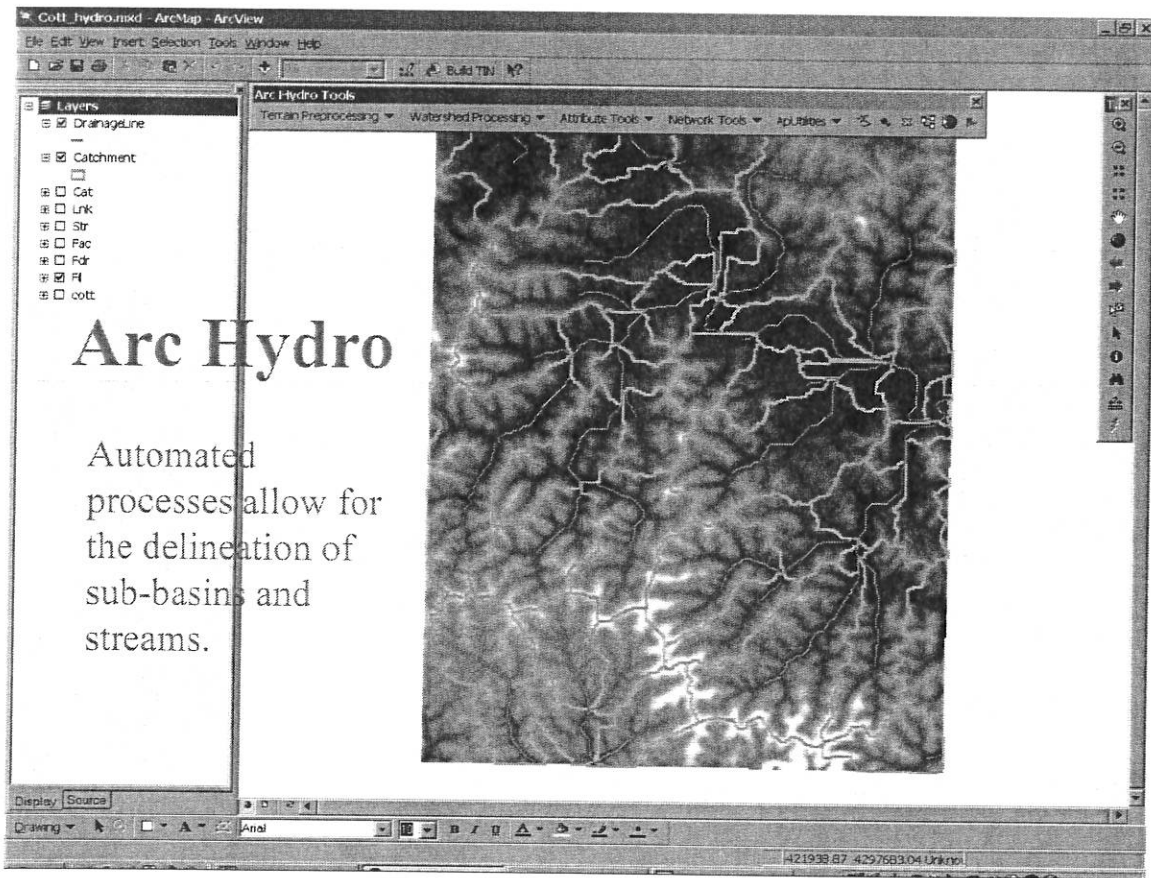 Cott_hydro.mxd - ArcMap - ArcView
File Edit View Insert Selection Tools Window Help
Build TIN
Layers
DrainageLine
Catchment
Cat
Lnk
Str
Fac
Fdr
Fil
cott
Arc Hydro Tools
Terrain Preprocessing Watershed Processing Attribute Tools Network Tools ApUtilities
Arc Hydro
Automated
processes allow for
the delineation of
sub-basins and
streams.
Display Source
Drawing A Arial 10 B I U A
421938.87 4297683.04 Unkno